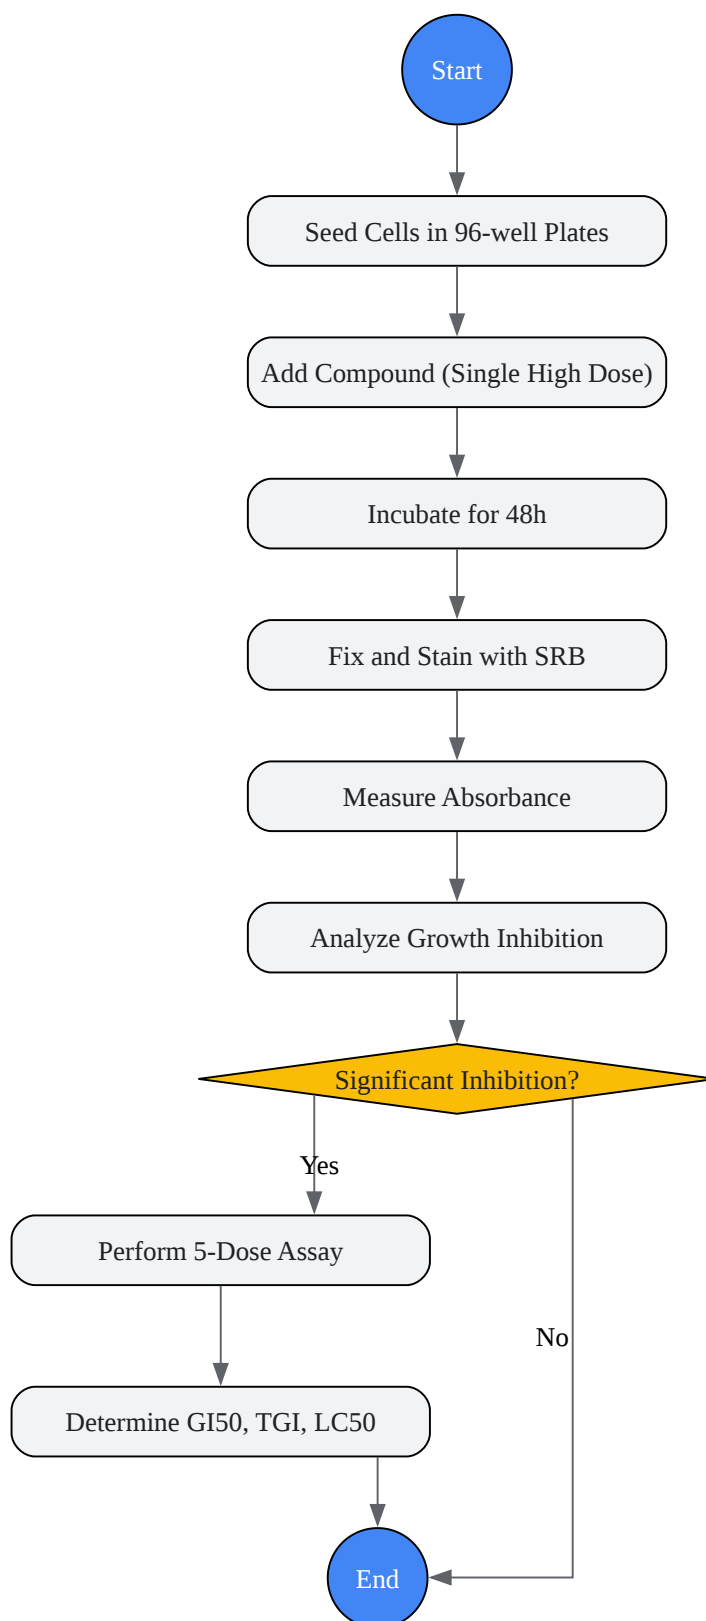 Start
Seed Cells in 96-well Plates
Add Compound (Single High Dose)
Incubate for 48h
Fix and Stain with SRB
Measure Absorbance
Analyze Growth Inhibition
Significant Inhibition?
Yes
Perform 5-Dose Assay
No
Determine GI50, TGI, LC50
End